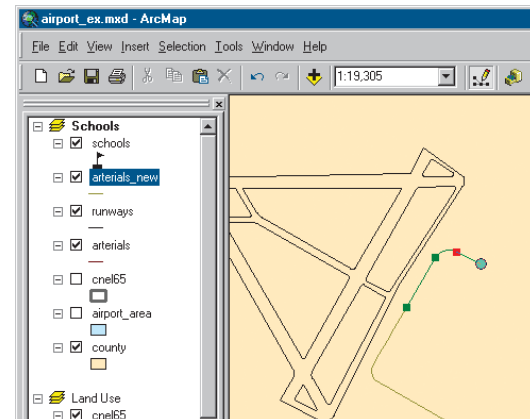 airport_ex.mxd - ArcMap
File Edit View Insert Selection Tools Window Help
1:19,305
Schools
schools
arterials_new
runways
arterials
cnel65
airport_area
county
Land Use
cnel65